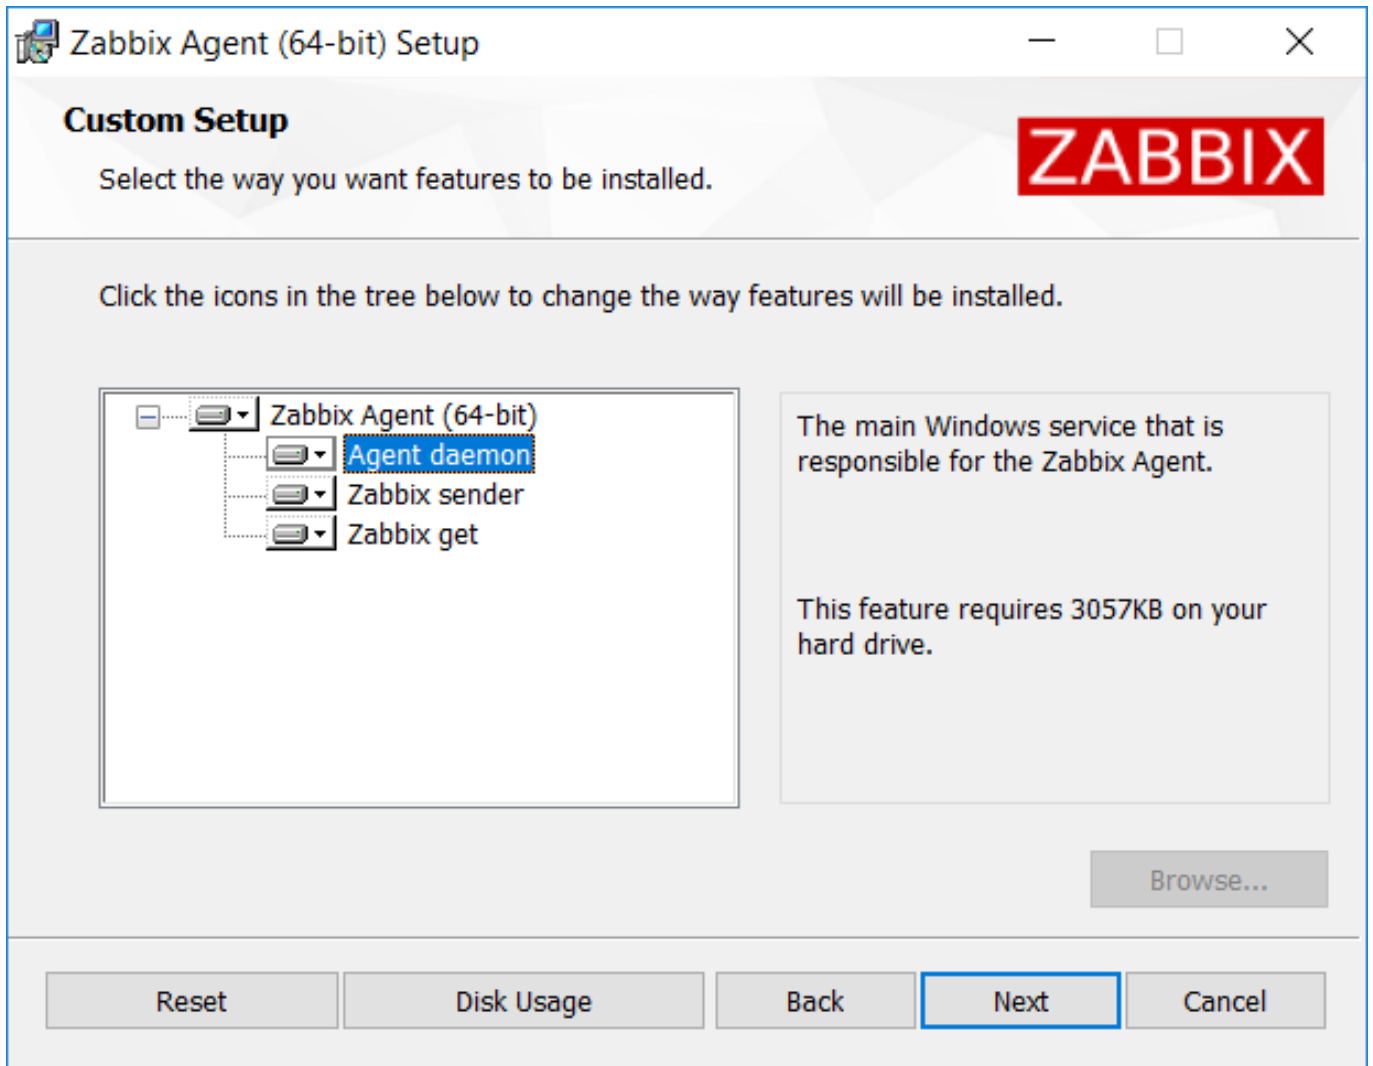 Zabbix Agent (64-bit) Setup
Custom Setup
Select the way you want features to be installed.
ZABBIX
Click the icons in the tree below to change the way features will be installed.
Zabbix Agent (64-bit)
Agent daemon
Zabbix sender
Zabbix get
The main Windows service that is
responsible for the Zabbix Agent.
This feature requires 3057KB on your
hard drive.
Browse...
Reset
Disk Usage
Back
Next
Cancel